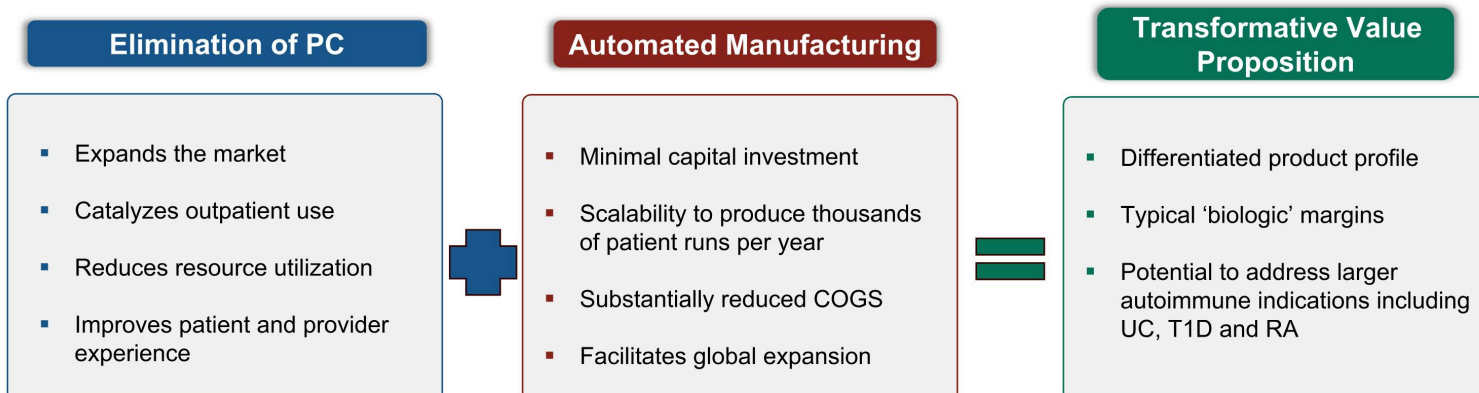 Elimination of PC
Expands the market
Catalyzes outpatient use
Reduces resource utilization
Improves patient and provider
experience
Automated Manufacturing
Minimal capital investment
Scalability to produce thousands
of patient runs per year
Substantially reduced COGS
Facilitates global expansion
Transformative Value
Proposition
Differentiated product profile
Typical ‘biologic’ margins
Potential to address larger
autoimmune indications including
UC, T1D and RA